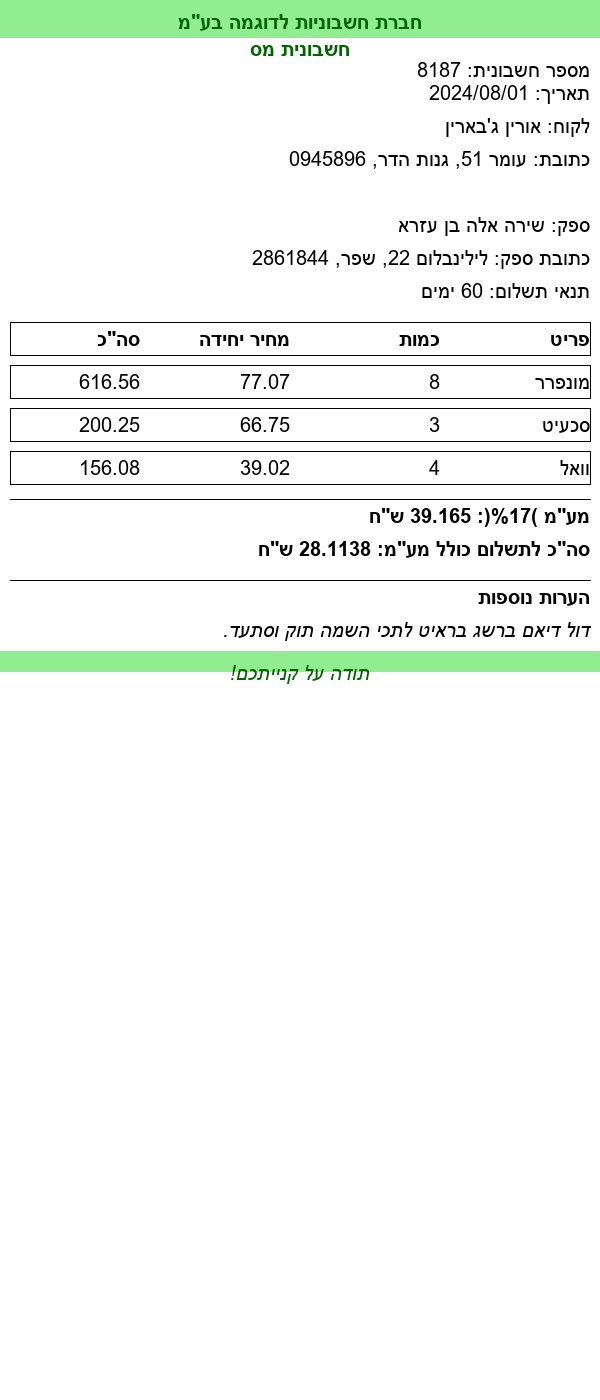 חברת חשבוניות לדוגמה בע"מ
חשבונית מס
מספר חשבונית: 8187
תאריך: 2024/08/01
לקוח: אורין ג'בארין
כתובת: עומר 51, גנות הדר, 0945896
ספק: שירה אלה בן עזרא
כתובת ספק: לילינבלום 22, שפר, 2861844
תנאי תשלום: 60 ימים
פריט כמות מחיר יחידה סה"כ
מונפרר 8 77.07 616.56
סכעיט 3 66.75 200.25
וואל 4 39.02 156.08
מע"מ )17%(: 39.165 ש"ח
סה"כ לתשלום כולל מע"מ: 28.1138 ש"ח
הערות נוספות
דול דיאם ברשג בראיט לתכי השמה תוק וסתעד.
תודה על קנייתכם!